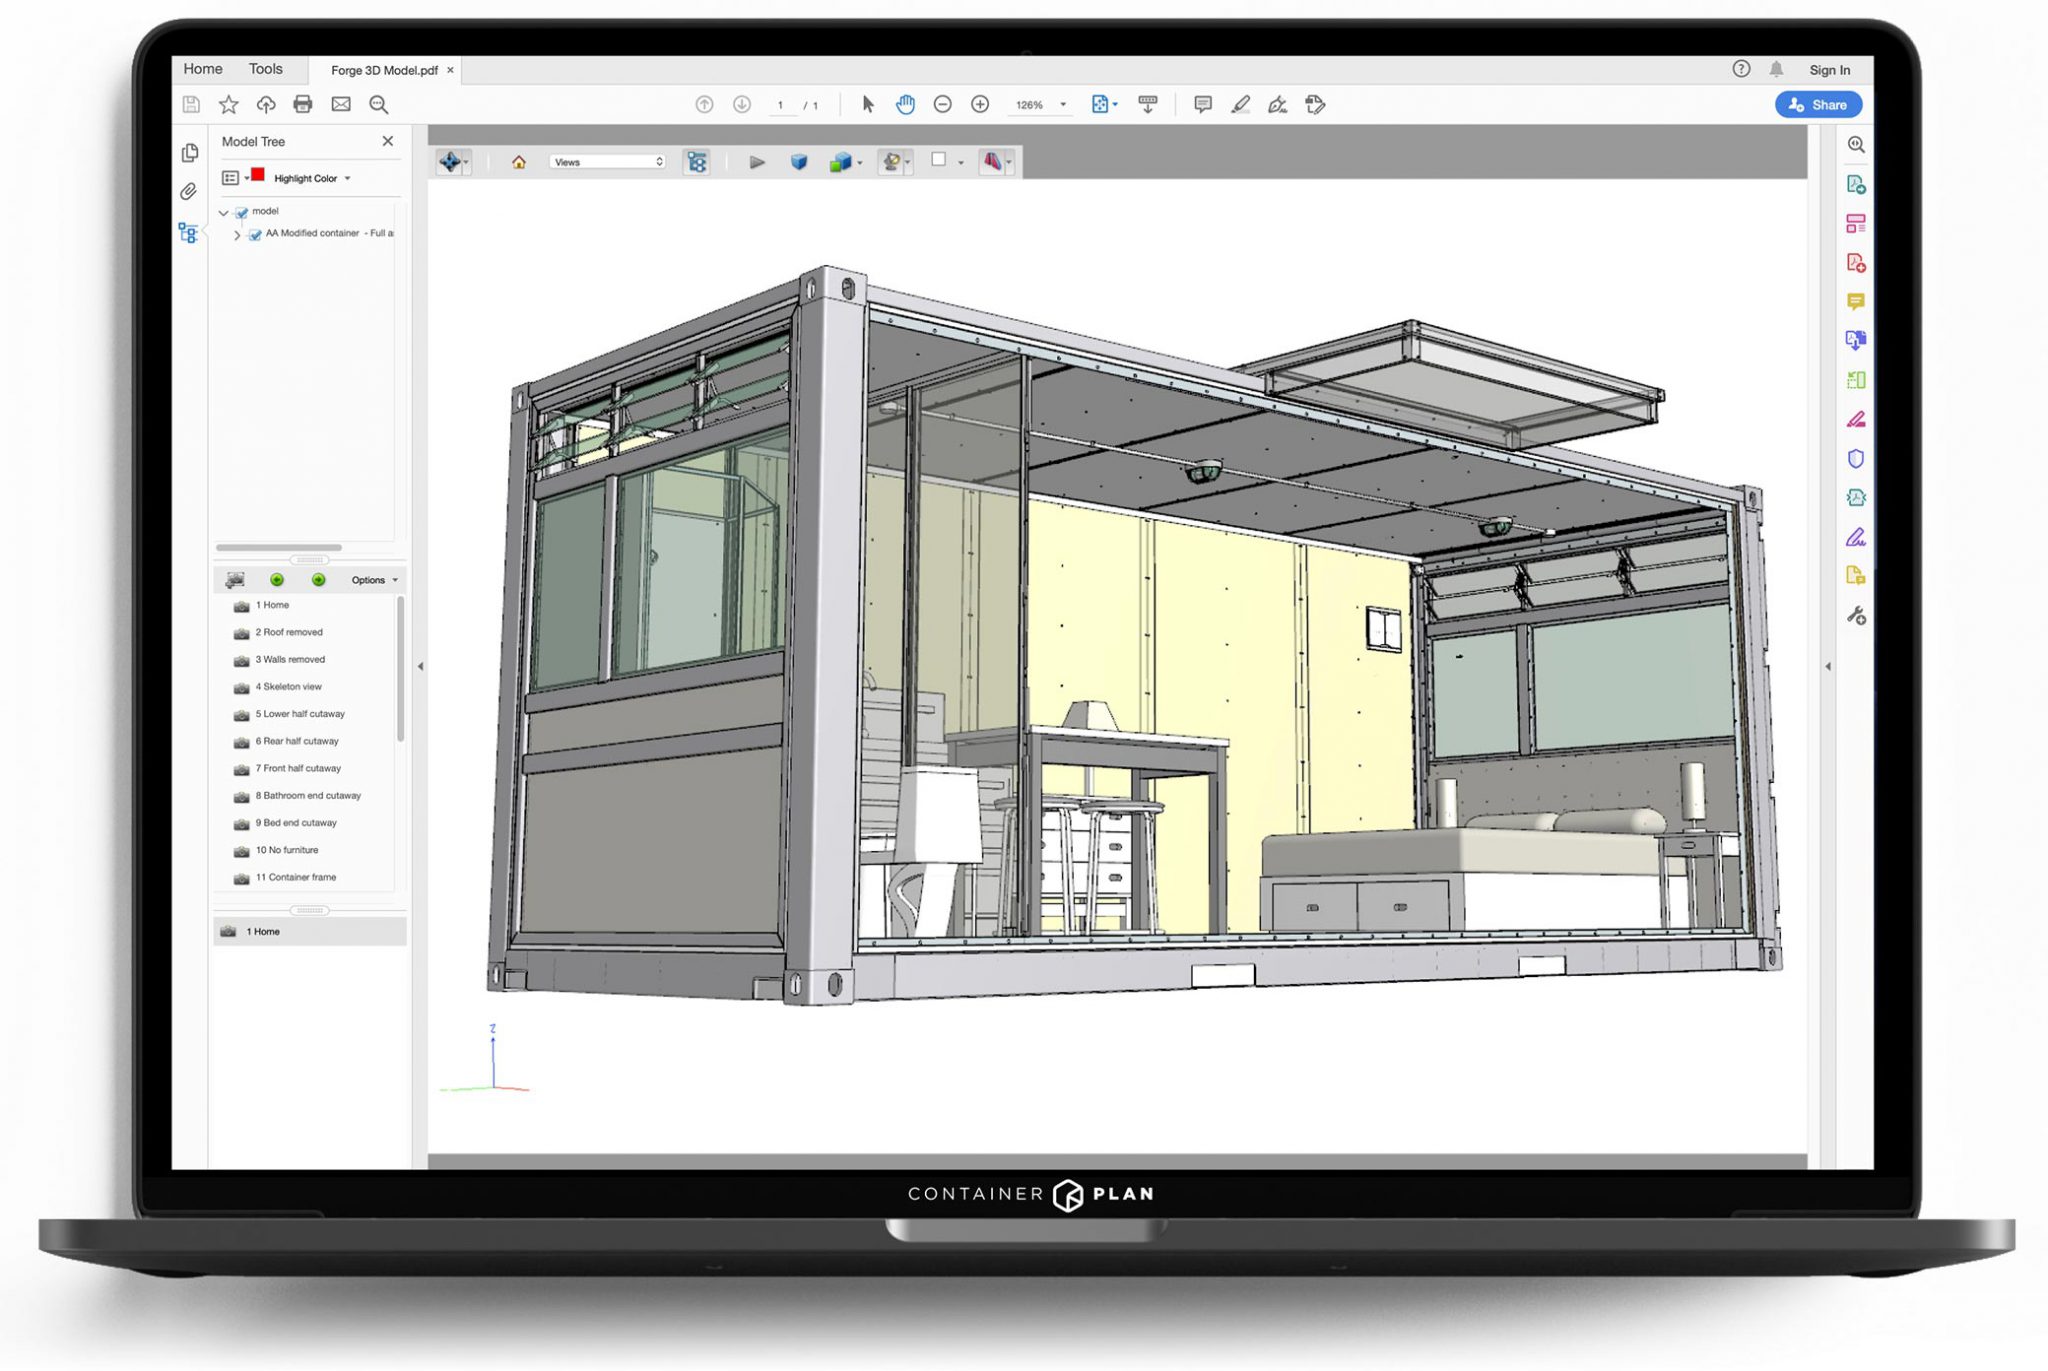 Home Tools Forge 3D Model.pdf × Sign In
1 / 1 126% Share
Model Tree
Views
Highlight Color
model
AA Modified container - Full a
Options
1 Home
2 Roof removed
3 Walls removed
4 Skeleton view
5 Lower half cutaway
6 Rear half cutaway
7 Front half cutaway
8 Bathroom end cutaway
9 Bed end cutaway
10 No furniture
11 Container frame
1 Home
Z
CONTAINER PLAN